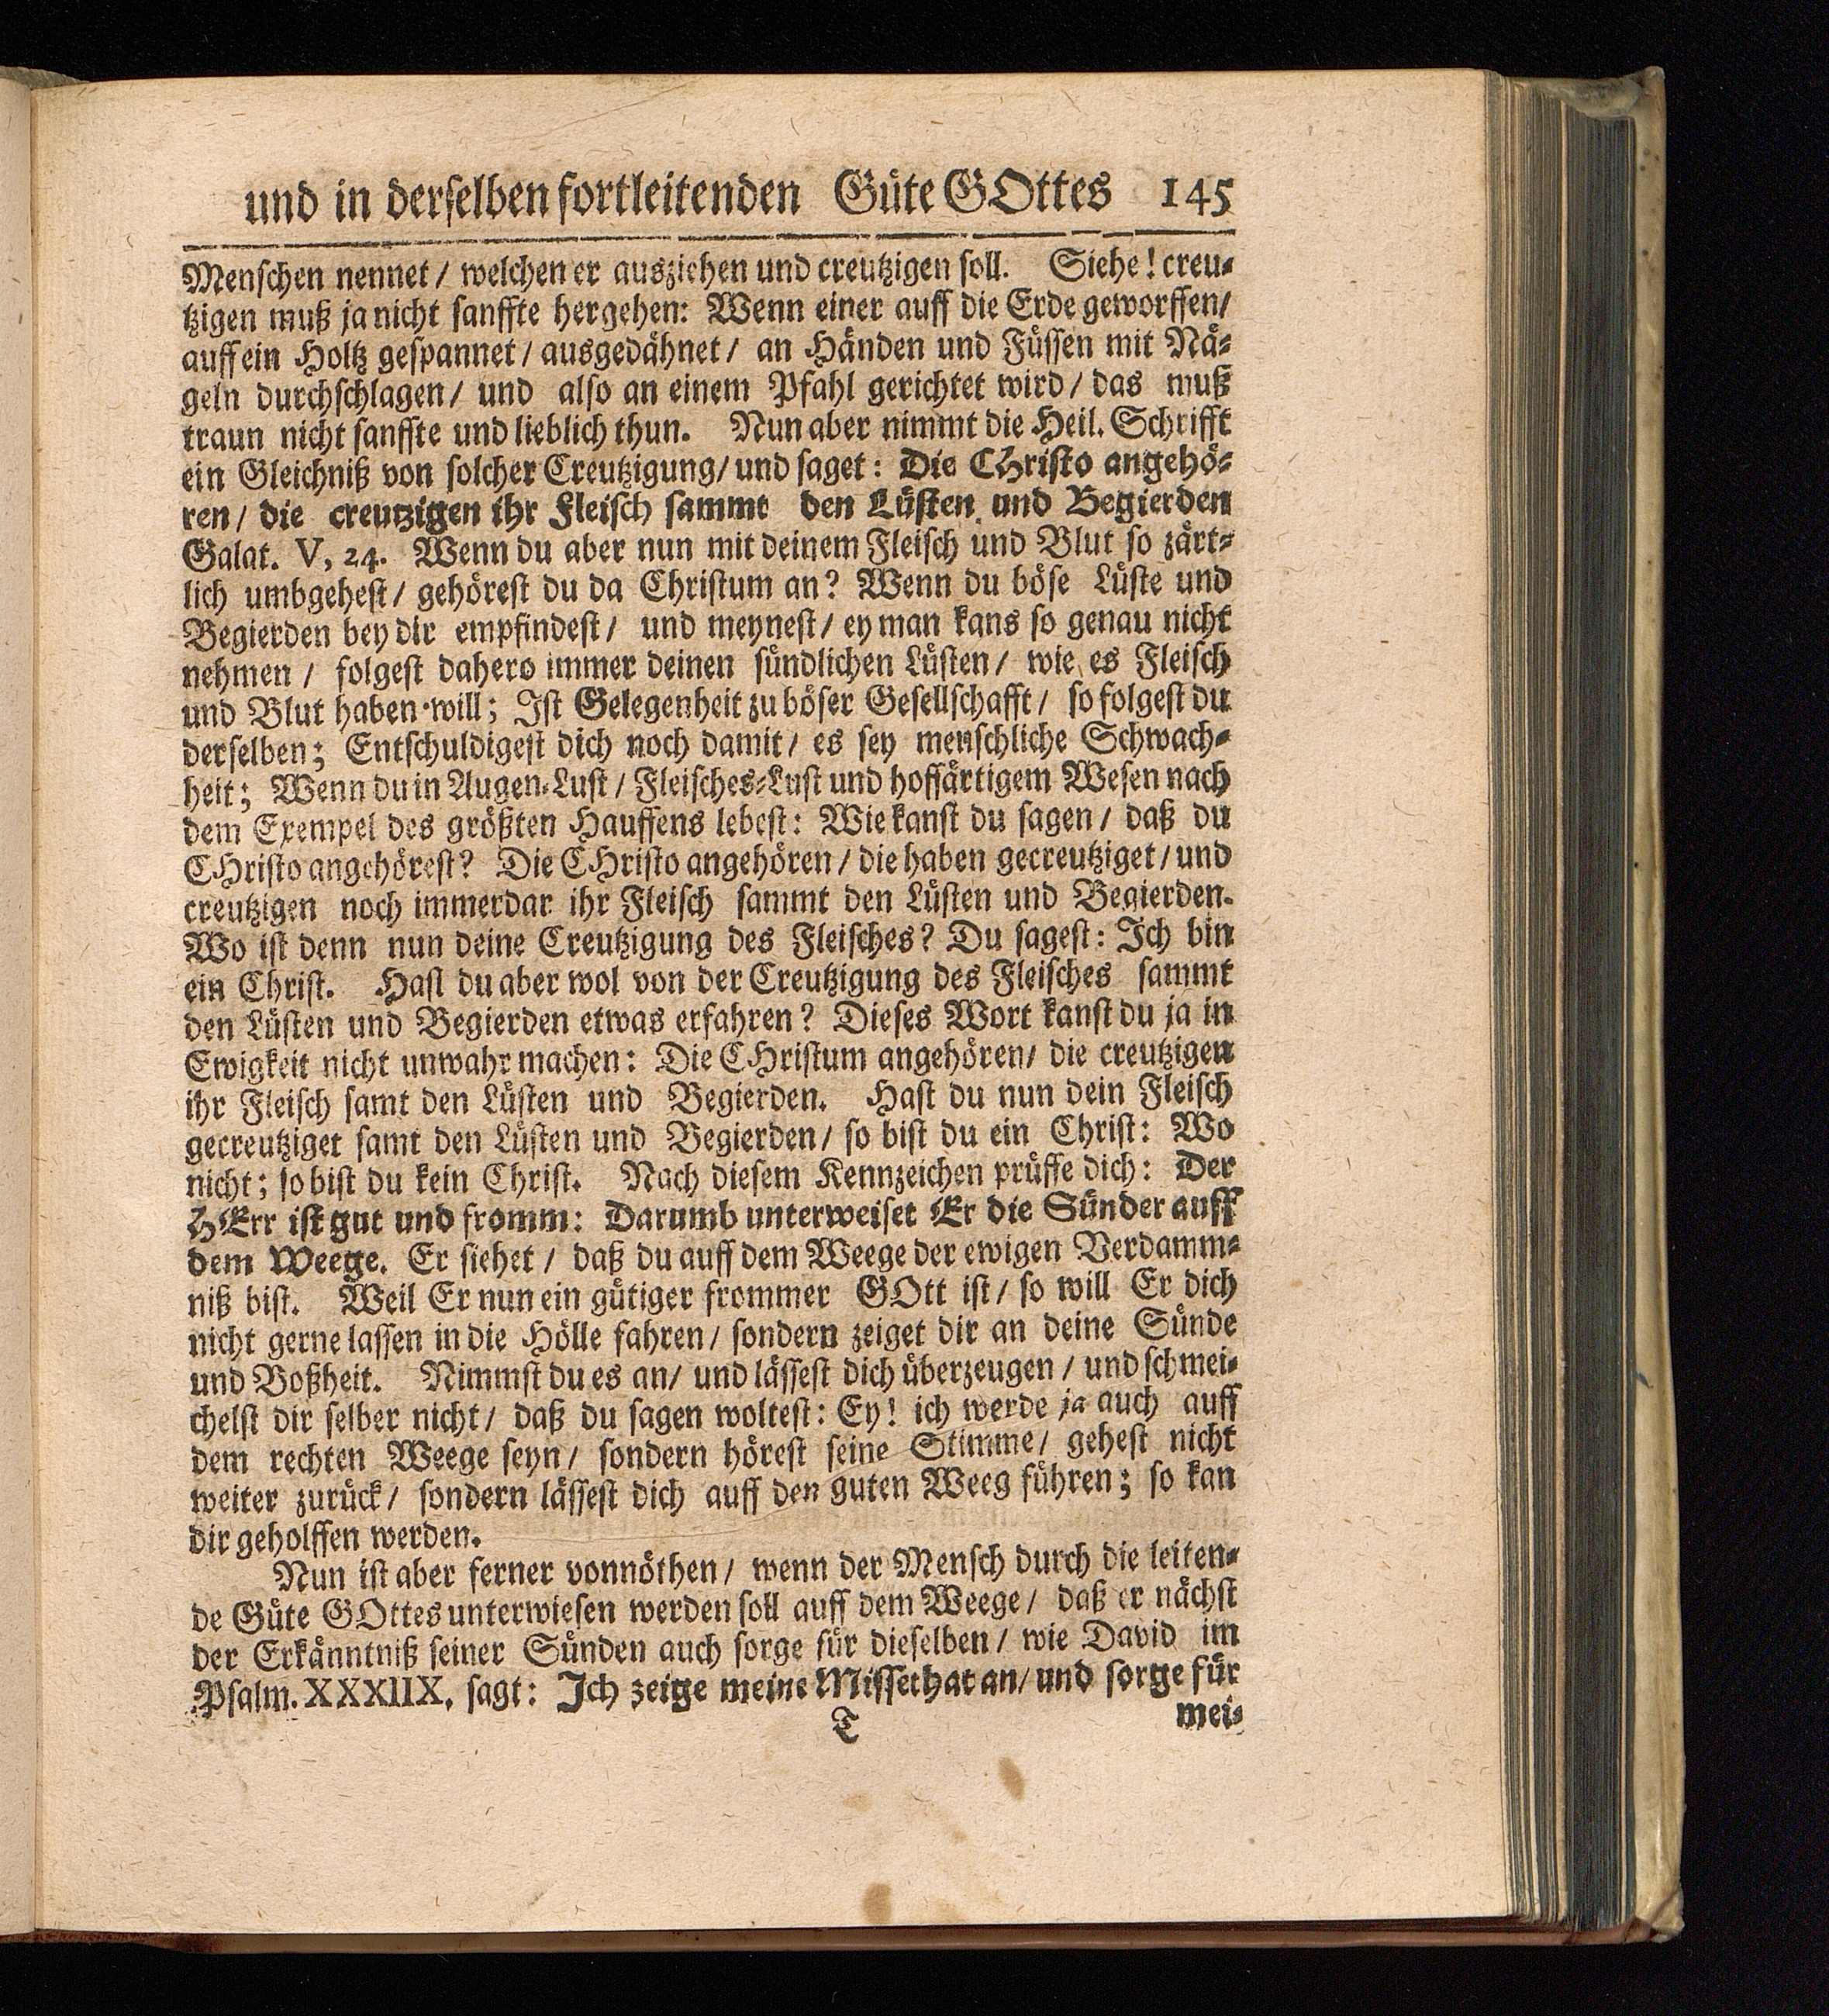 und in derselben fortleitenden Güte GOttes 145
Menschen nennet / welchen er ausziehen und creutzigen soll. Siehe! creu-
tzigen muß ja nicht sanffte hergehen: Wenn einer auff die Erde geworffen/
auff ein Holtz gespannet / ausgedähnet / an Händen und Füssen mit Nä-
geln durchschlagen/ und also an einem Pfahl gerichtet wird / das muß
traun nicht sanffte und lieblich thun. Nun aber nimmt die Heil. Schrifft
ein Gleichniß von solcher Creutzigung/ und saget: Die CHristo angehö-
ren / die creutzigen ihr Fleisch sammt den Lüsten und Begierden
Galat. V, 24. Wenn du aber nun mit deinem Fleisch und Blut so zärt-
lich umbgehest / gehörest du da Christum an? Wenn du böse Lüste und
Begierden bey dir empfindest / und meynest / ey man kans so genau nicht
nehmen / folgest dahero immer deinen sündlichen Lüsten / wie es Fleisch
und Blut haben will; Ist Gelegenheit zu böser Gesellschafft / so folgest du
derselben; Entschuldigest dich noch damit / es sey menschliche Schwach-
heit; Wenn du in Augen-Lust / Fleisches-Lust und hoffärtigem Wesen nach
dem Exempel des größten Hauffens lebest: Wie kanst du sagen / daß du
CHristo angehörest? Die CHristo angehören / die haben gecreutziget / und
creutzigen noch immerdar ihr Fleisch sammt den Lüsten und Begierden.
Wo ist denn nun deine Creutzigung des Fleisches? Du sagest: Ich bin
ein Christ. Hast du aber wol von der Creutzigung des Fleisches sammt
den Lüsten und Begierden etwas erfahren? Dieses Wort kanst du ja in
Ewigkeit nicht unwahr machen: Die CHristum angehören/ die creutzigen
ihr Fleisch samt den Lüsten und Begierden. Hast du nun dein Fleisch
gecreutziget samt den Lüsten und Begierden / so bist du ein Christ: Wo
nicht; so bist du kein Christ. Nach diesem Kennzeichen prüffe dich: Der
HErr ist gut und fromm: Darumb unterweiset Er die Sünder auff
dem Weege. Er siehet / daß du auff dem Weege der ewigen Verdamm-
niß bist. Weil Er nun ein gütiger frommer GOtt ist / so will Er dich
nicht gerne lassen in die Hölle fahren / sondern zeiget dir an deine Sünde
und Boßheit. Nimmst du es an/ und lässest dich überzeugen / und schmei-
chelst dir selber nicht / daß du sagen woltest: Ey! ich werde ja auch auff
dem rechten Weege seyn / sondern hörest seine Stimme / gehest nicht
weiter zurück / sondern lässest dich auff den guten Weeg führen; so kan
dir geholffen werden.
Nun ist aber ferner vonnöthen / wenn der Mensch durch die leiten-
de Güte GOttes unterwiesen werden soll auff dem Weege / daß er nächst
der Erkänntniß seiner Sünden auch sorge für dieselben / wie David im
Psalm. XXXIIX. sagt: Ich zeige meine Missethat an/ und sorge für
T mei-